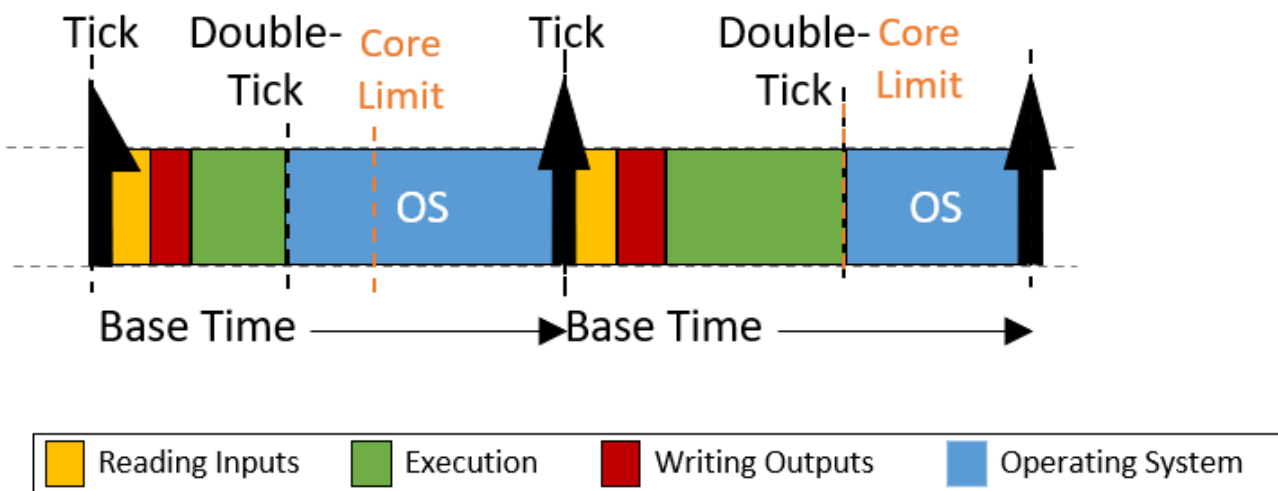 Tick
Double-
Tick
Core
Limit
Tick
Double-
Tick
Core
Limit
OS
OS
Base Time
Base Time
Reading Inputs
Execution
Writing Outputs
Operating System